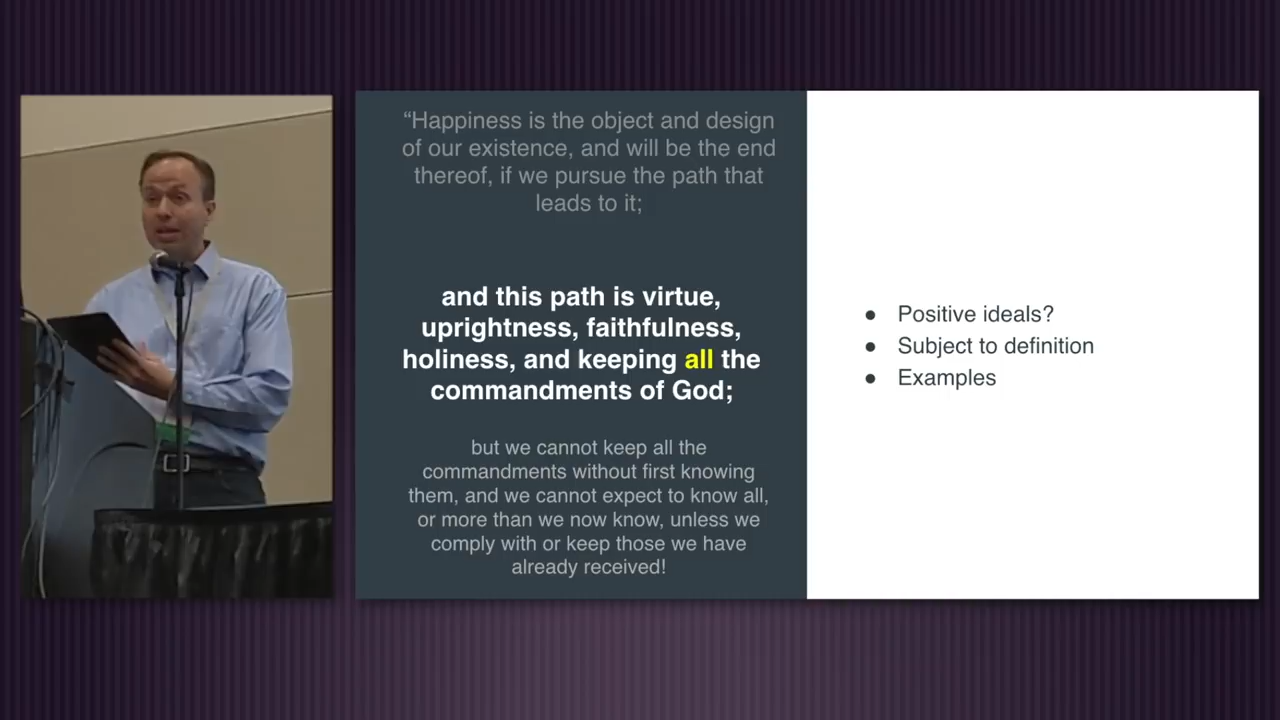 “Happiness is the object and design
of our existence, and will be the end
thereof, if we pursue the path that
leads to it;
and this path is virtue,
uprightness, faithfulness,
holiness, and keeping all the
commandments of God;
but we cannot keep all the
commandments without first knowing
them, and we cannot expect to know all,
or more than we now know, unless we
comply with or keep those we have
already received!
● Positive ideals?
● Subject to definition
● Examples